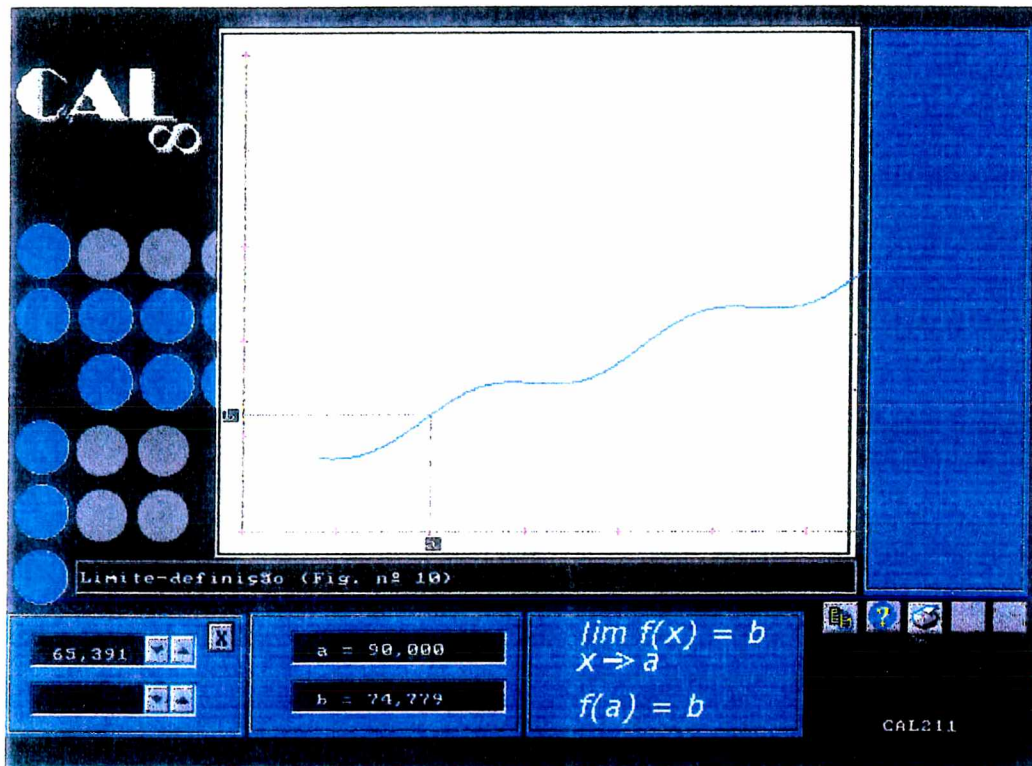 CAL
∞
Limite-definição (Fig. nº 10)
65,391
X
a = 90,000
b = 74,779
lim f(x) = b
x → a
f(a) = b
?
CAL211